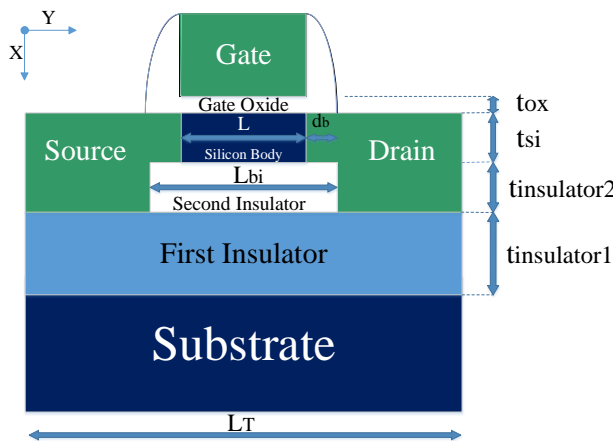 Y
X
Gate
Gate Oxide
tox
L
db
tsi
Source
Silicon Body
Drain
Lbi
Second Insulator
tinsulator2
First Insulator
tinsulator1
Substrate
LT